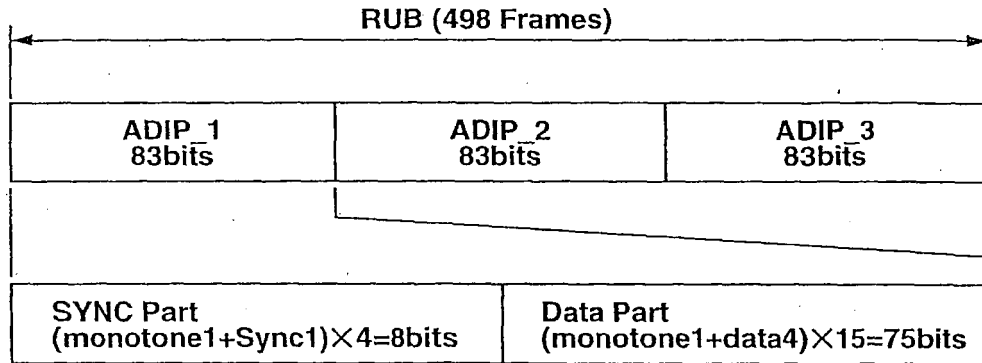 RUB (498 Frames)
ADIP_1
83bits
ADIP_2
83bits
ADIP_3
83bits
SYNC Part
(monotone1+Sync1)×4=8bits
Data Part
(monotone1+data4)×15=75bits